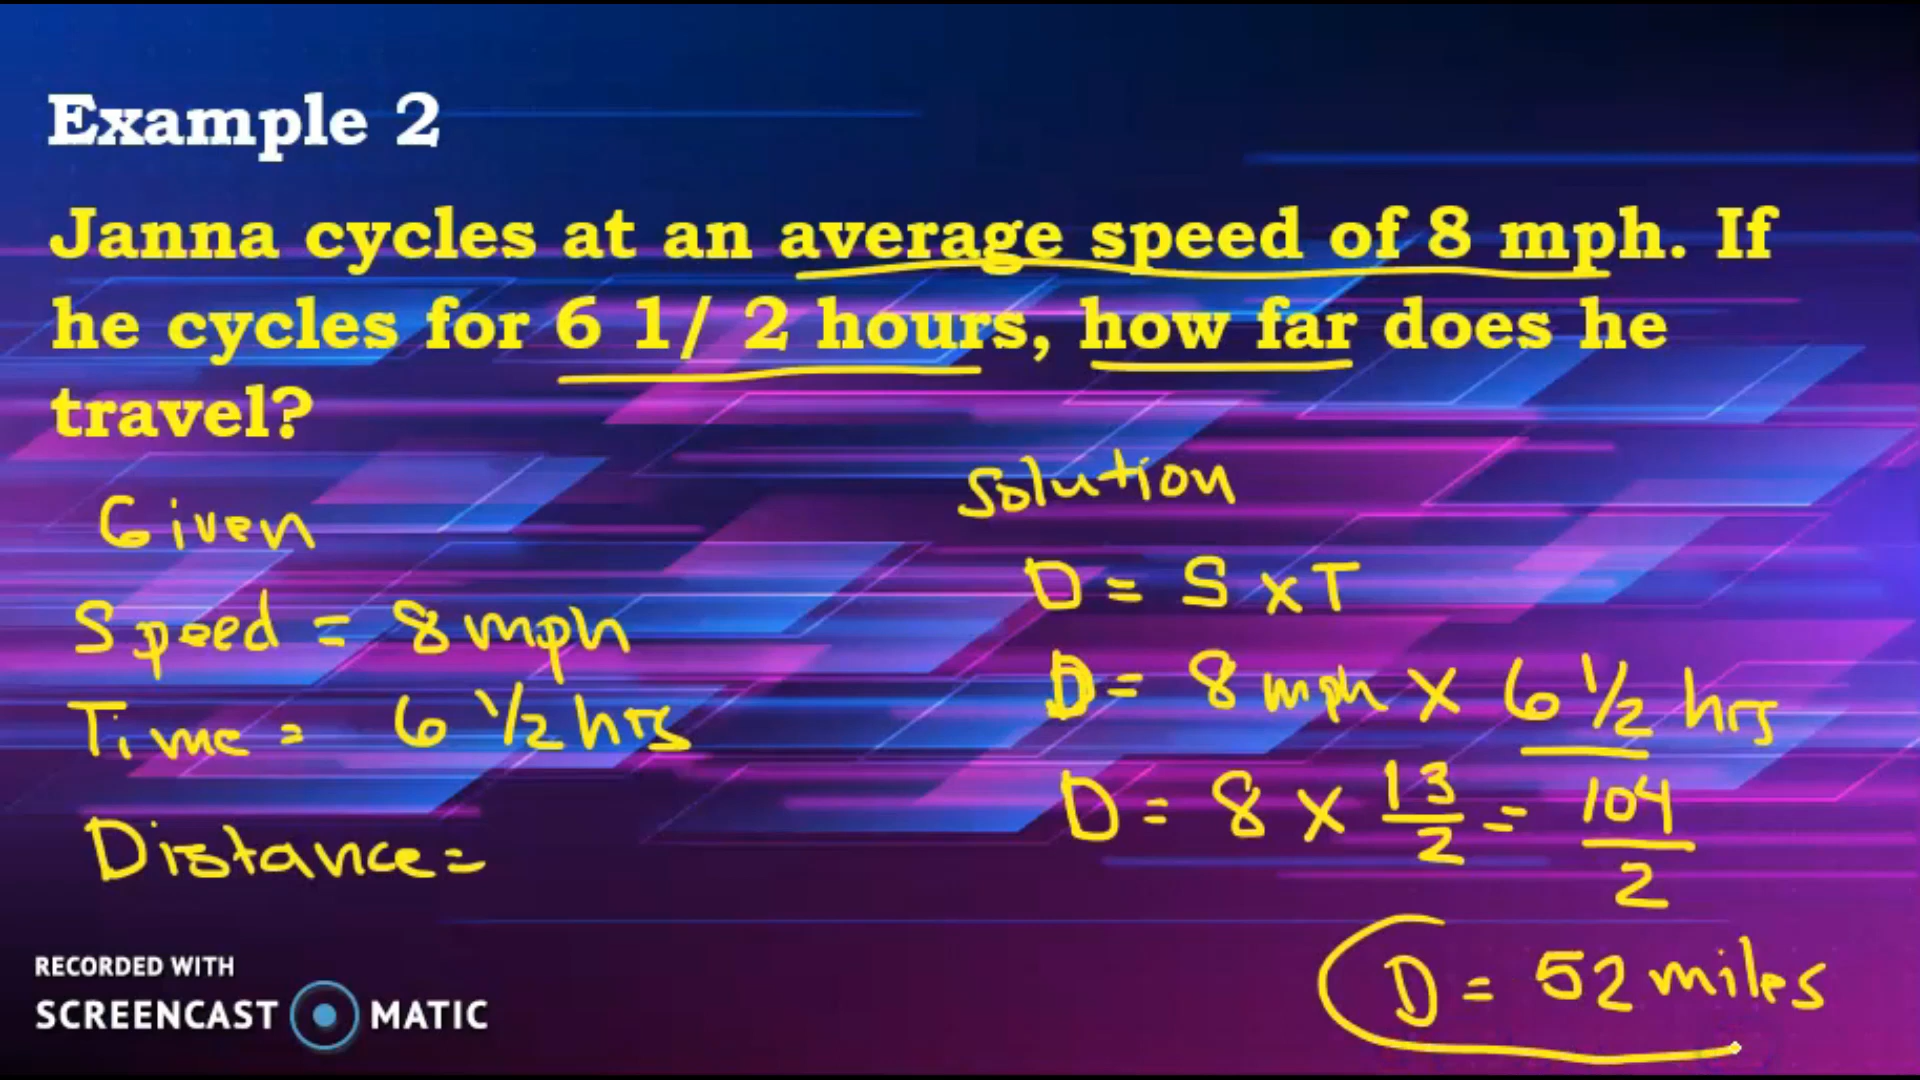 Example 2
Janna cycles at an average speed of 8 mph. If
he cycles for 6 1/ 2 hours, how far does he
travel?
Given
Speed = 8 mph
Time = 6 1/2 hrs
Distance =
Solution
D = S x T
D = 8 mph x 6 1/2 hrs
D = 8 x 13/2 = 104/2
D = 52 miles
RECORDED WITH
SCREENCAST MATIC